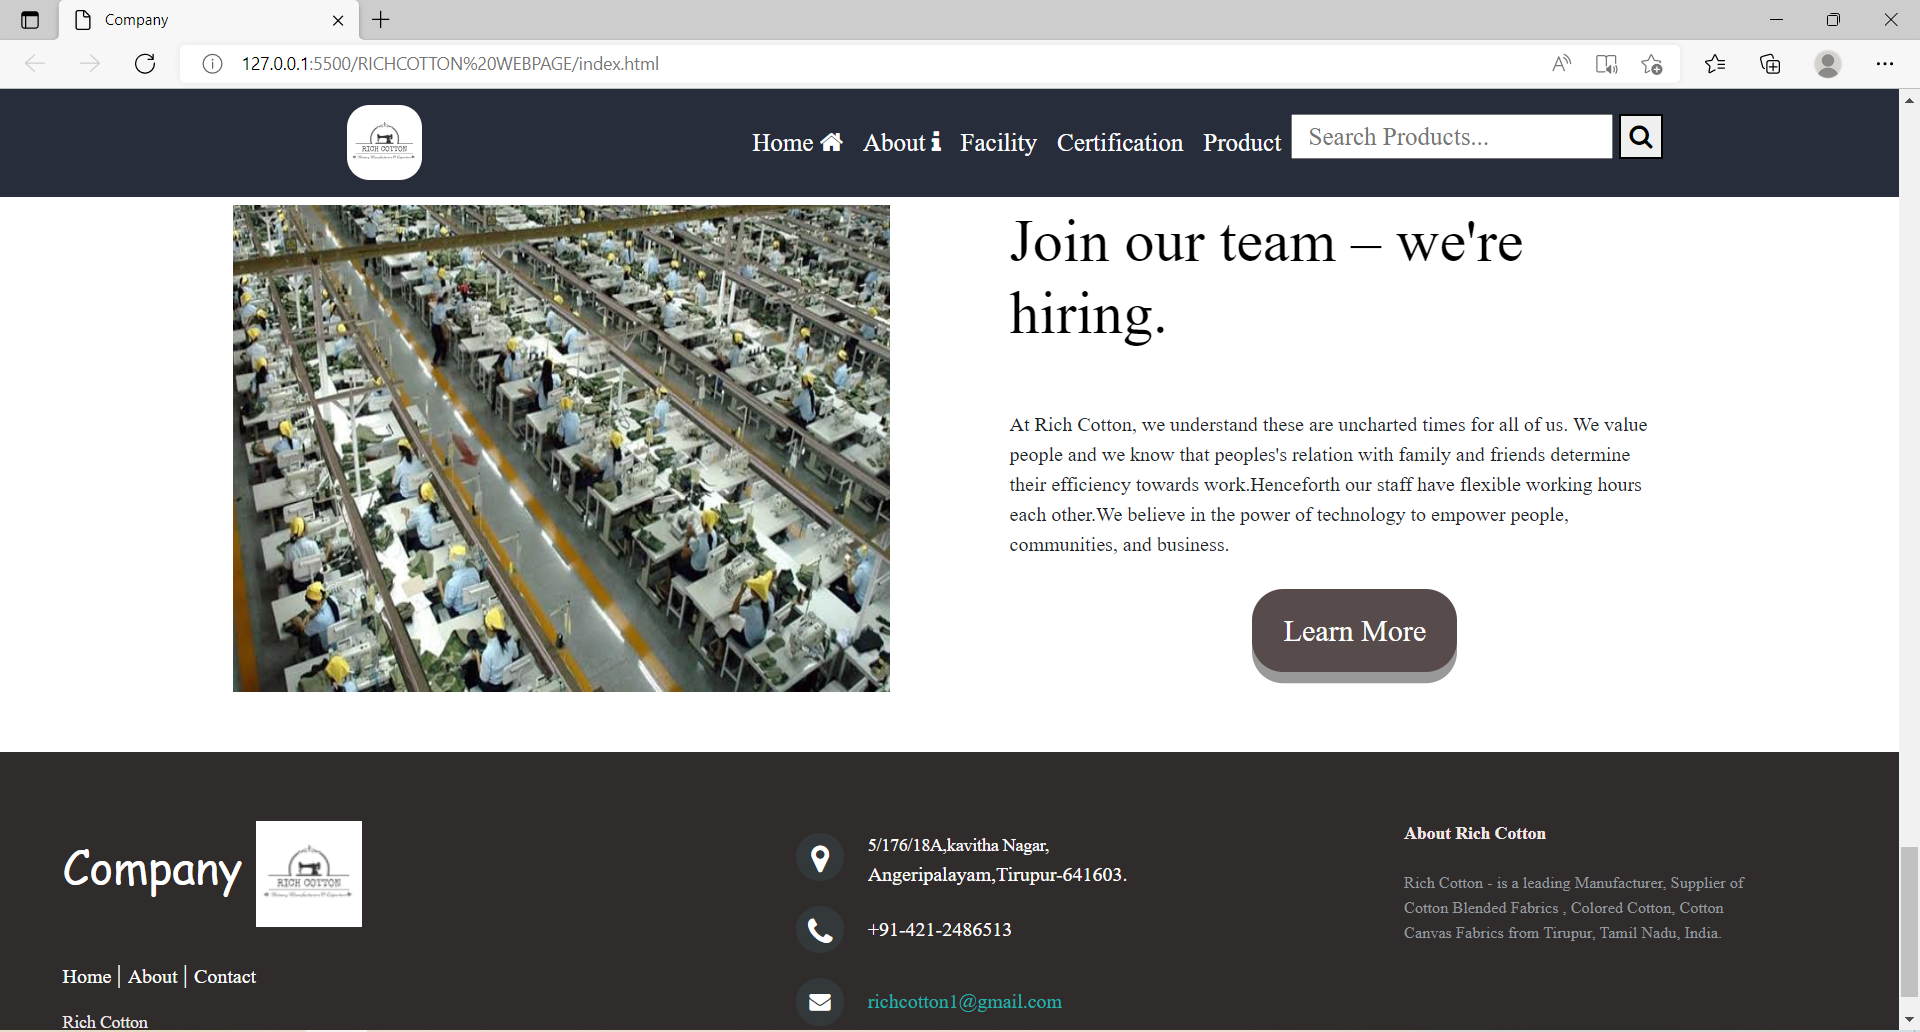 Company
127.0.0.1:5500/RICHCOTTON%20WEBPAGE/index.html
RICH COTTON
Home About Facility Certification Product Search Products...
Join our team – we're
hiring.
At Rich Cotton, we understand these are uncharted times for all of us. We value
people and we know that peoples's relation with family and friends determine
their efficiency towards work.Henceforth our staff have flexible working hours
each other.We believe in the power of technology to empower people,
communities, and business.
Learn More
Company
RICH COTTON
Home | About | Contact
Rich Cotton
5/176/18A,kavitha Nagar,
Angeripalayam,Tirupur-641603.
+91-421-2486513
richcotton1@gmail.com
About Rich Cotton
Rich Cotton - is a leading Manufacturer, Supplier of
Cotton Blended Fabrics , Colored Cotton, Cotton
Canvas Fabrics from Tirupur, Tamil Nadu, India.